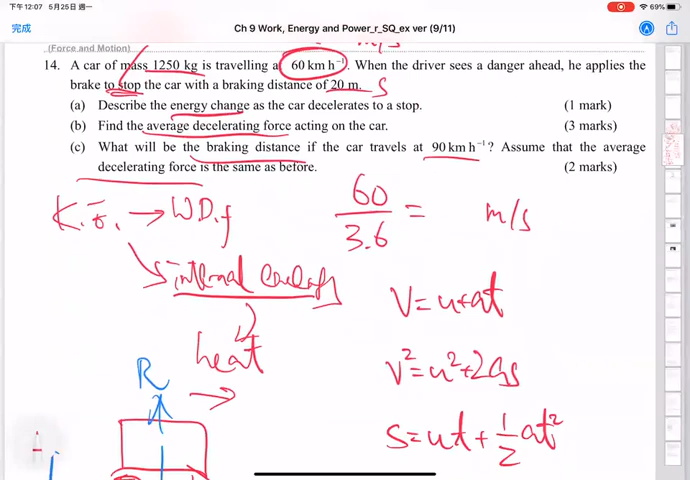 下午 12:07 5月25日 週三
69%
完成
Ch 9 Work, Energy and Power_r_SQ_ex ver (9/11)
m/s
(Force and Motion)
14. A car of mass 1250 kg is travelling at 60 km h⁻¹. When the driver sees a danger ahead, he applies the
brake to stop the car with a braking distance of 20 m. S
(a) Describe the energy change as the car decelerates to a stop. (1 mark)
(b) Find the average decelerating force acting on the car. (3 marks)
(c) What will be the braking distance if the car travels at 90 km h⁻¹? Assume that the average
decelerating force is the same as before. (2 marks)
K.E. → W.D.f
60/3.6 = m/s
internal energy
V = u + at
heat
V² = u² + 2as
R
s = ut + 1/2 at²
A